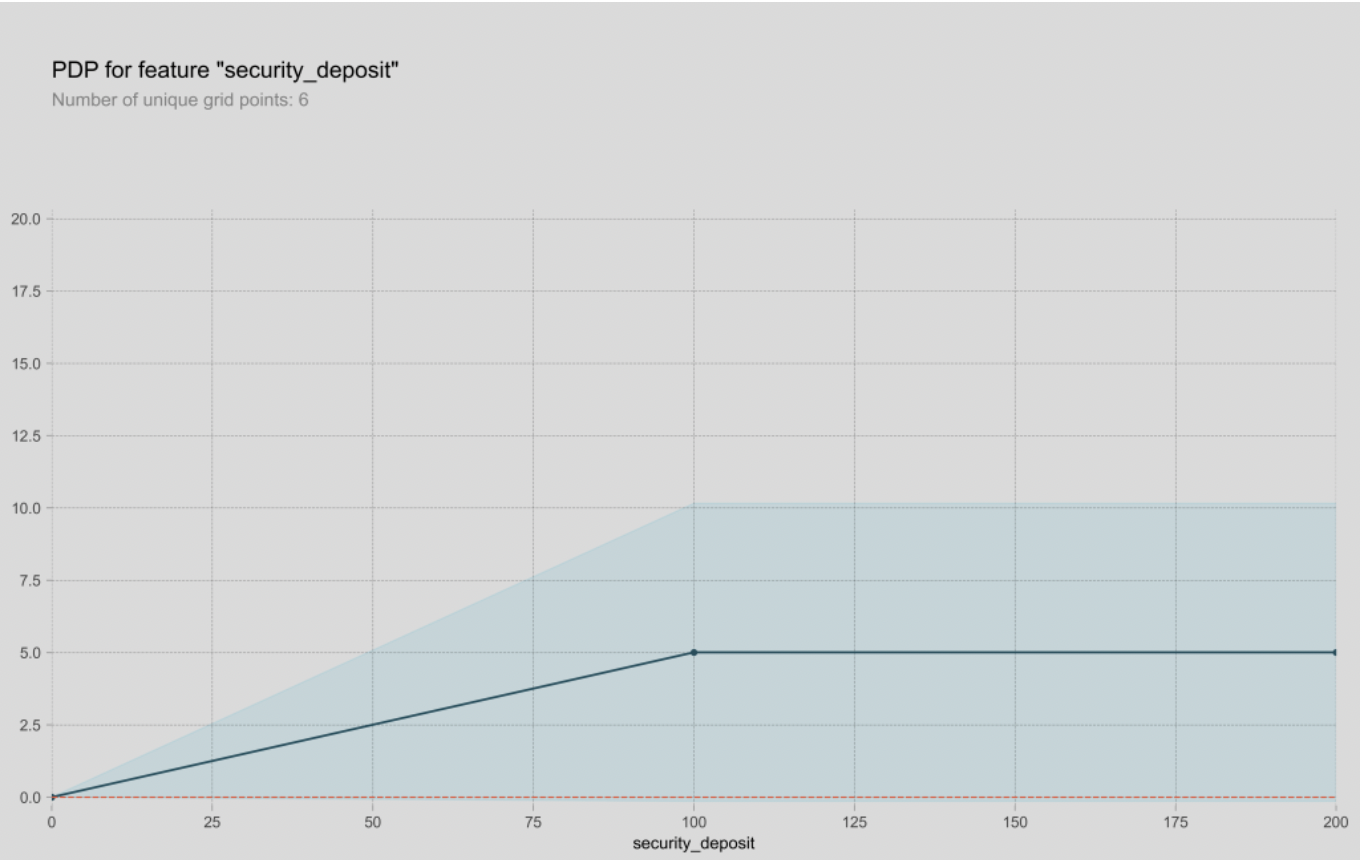 PDP for feature "security_deposit"
Number of unique grid points: 6
20.0
17.5
15.0
12.5
10.0
7.5
5.0
2.5
0.0
0 25 50 75 100 125 150 175 200
security_deposit